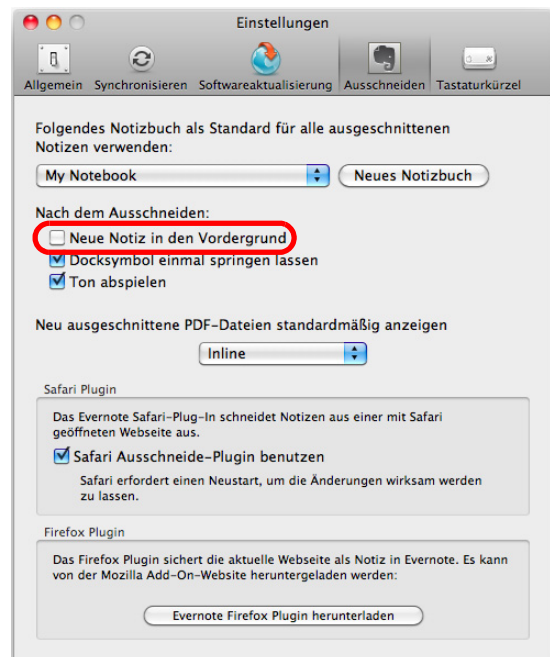 Einstellungen
Allgemein Synchronisieren Softwareaktualisierung Ausschneiden Tastaturkürzel
Folgendes Notizbuch als Standard für alle ausgeschnittenen
Notizen verwenden:
My Notebook Neues Notizbuch
Nach dem Ausschneiden:
Neue Notiz in den Vordergrund
Docksymbol einmal springen lassen
Ton abspielen
Neu ausgeschnittene PDF-Dateien standardmäßig anzeigen
Inline
Safari Plugin
Das Evernote Safari-Plug-In schneidet Notizen aus einer mit Safari
geöffneten Webseite aus.
Safari Ausschneide-Plugin benutzen
Safari erfordert einen Neustart, um die Änderungen wirksam werden
zu lassen.
Firefox Plugin
Das Firefox Plugin sichert die aktuelle Webseite als Notiz in Evernote. Es kann
von der Mozilla Add-On-Website heruntergeladen werden:
Evernote Firefox Plugin herunterladen